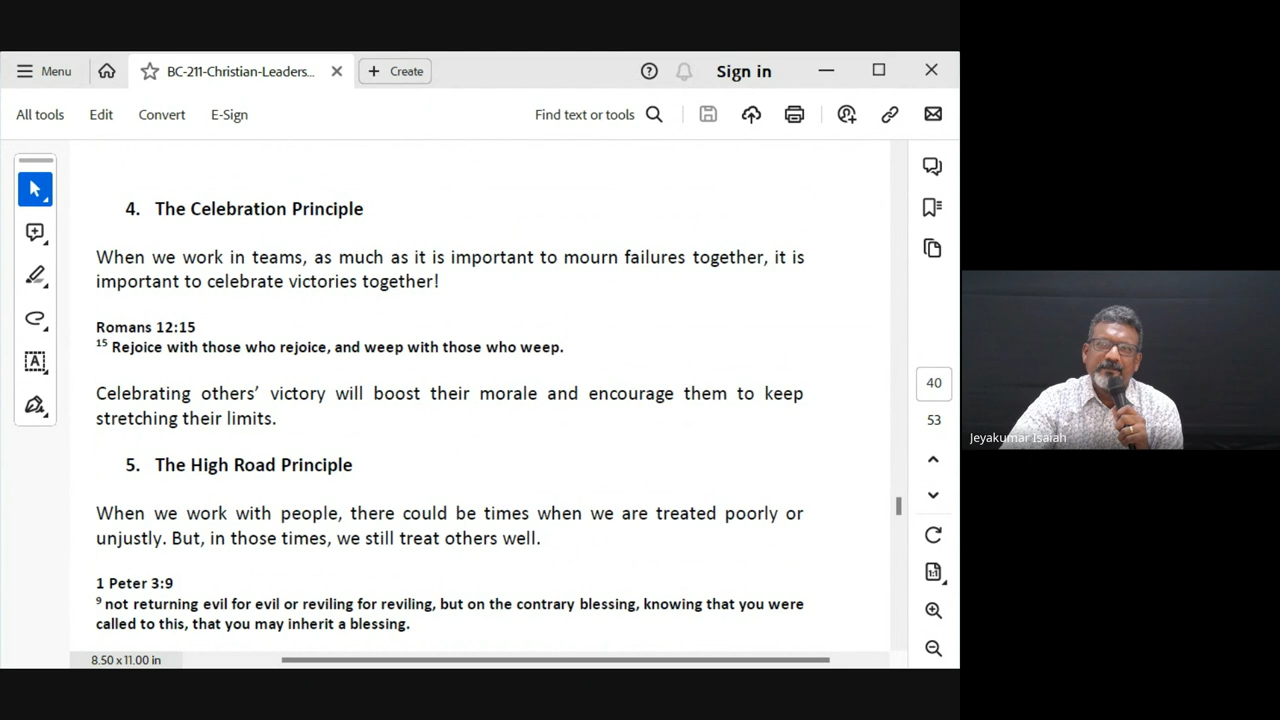 Menu
BC-211-Christian-Leaders...
Create
Sign in
All tools
Edit
Convert
E-Sign
Find text or tools
4. The Celebration Principle
When we work in teams, as much as it is important to mourn failures together, it is
important to celebrate victories together!
Romans 12:15
15 Rejoice with those who rejoice, and weep with those who weep.
Celebrating others’ victory will boost their morale and encourage them to keep
stretching their limits.
5. The High Road Principle
When we work with people, there could be times when we are treated poorly or
unjustly. But, in those times, we still treat others well.
1 Peter 3:9
9 not returning evil for evil or reviling for reviling, but on the contrary blessing, knowing that you were
called to this, that you may inherit a blessing.
8.50 x 11.00 in
40
53
1:1
Jeyakumar Isaiah